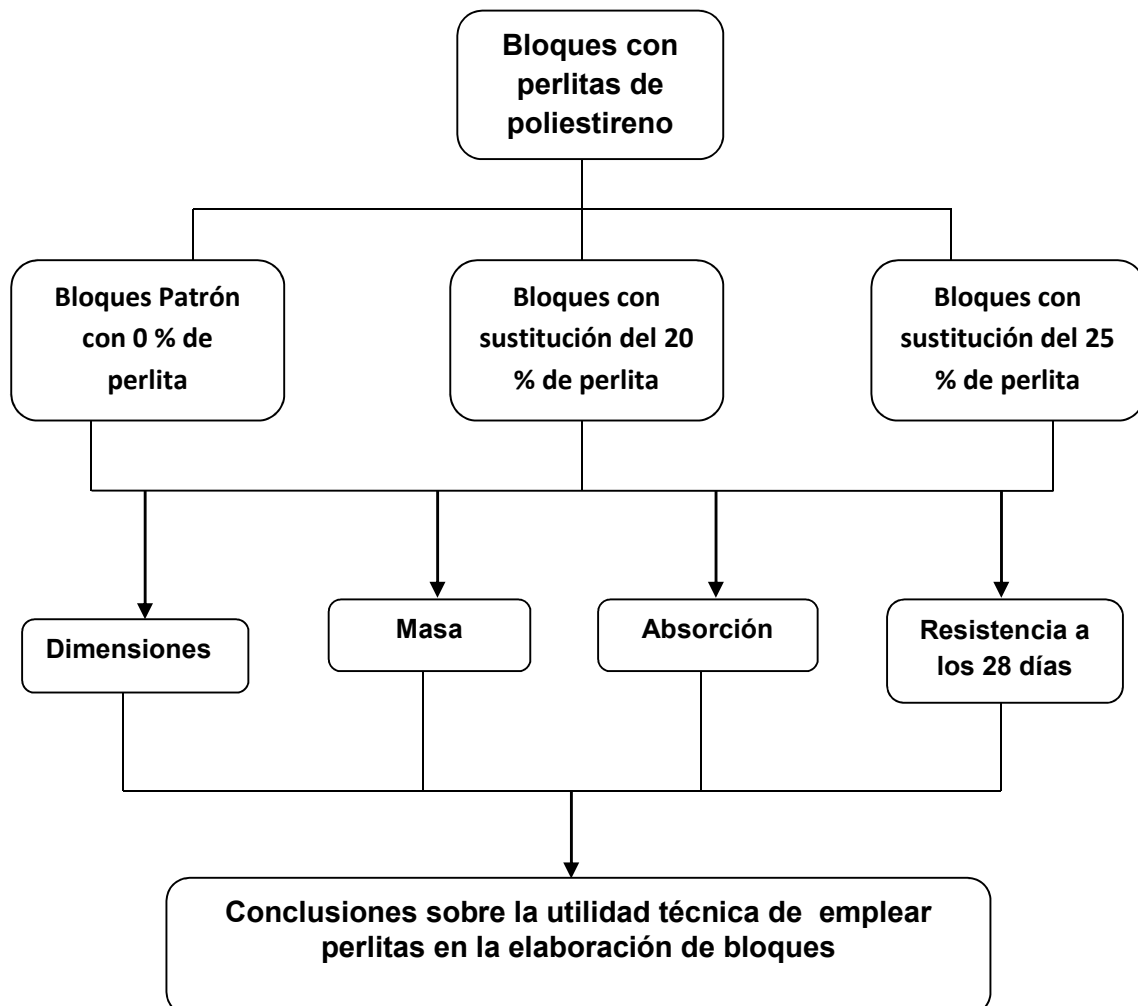 Bloques con
perlitas de
poliestireno
Bloques Patrón
con 0 % de
perlita
Bloques con
sustitución del 20
% de perlita
Bloques con
sustitución del 25
% de perlita
Dimensiones
Masa
Absorción
Resistencia a
los 28 días
Conclusiones sobre la utilidad técnica de emplear
perlitas en la elaboración de bloques